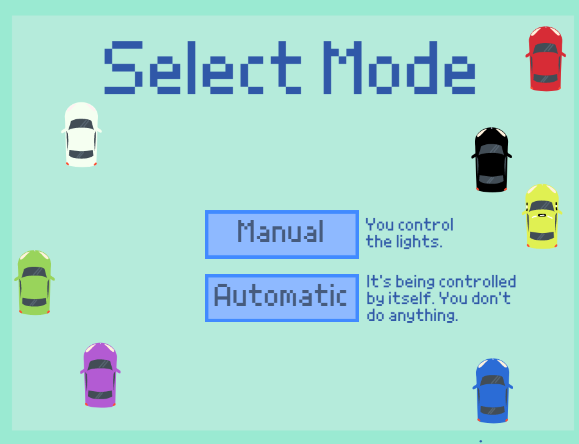 Select Mode
Manual
You control
the lights.
Automatic
It's being controlled
by itself. You don't
do anything.